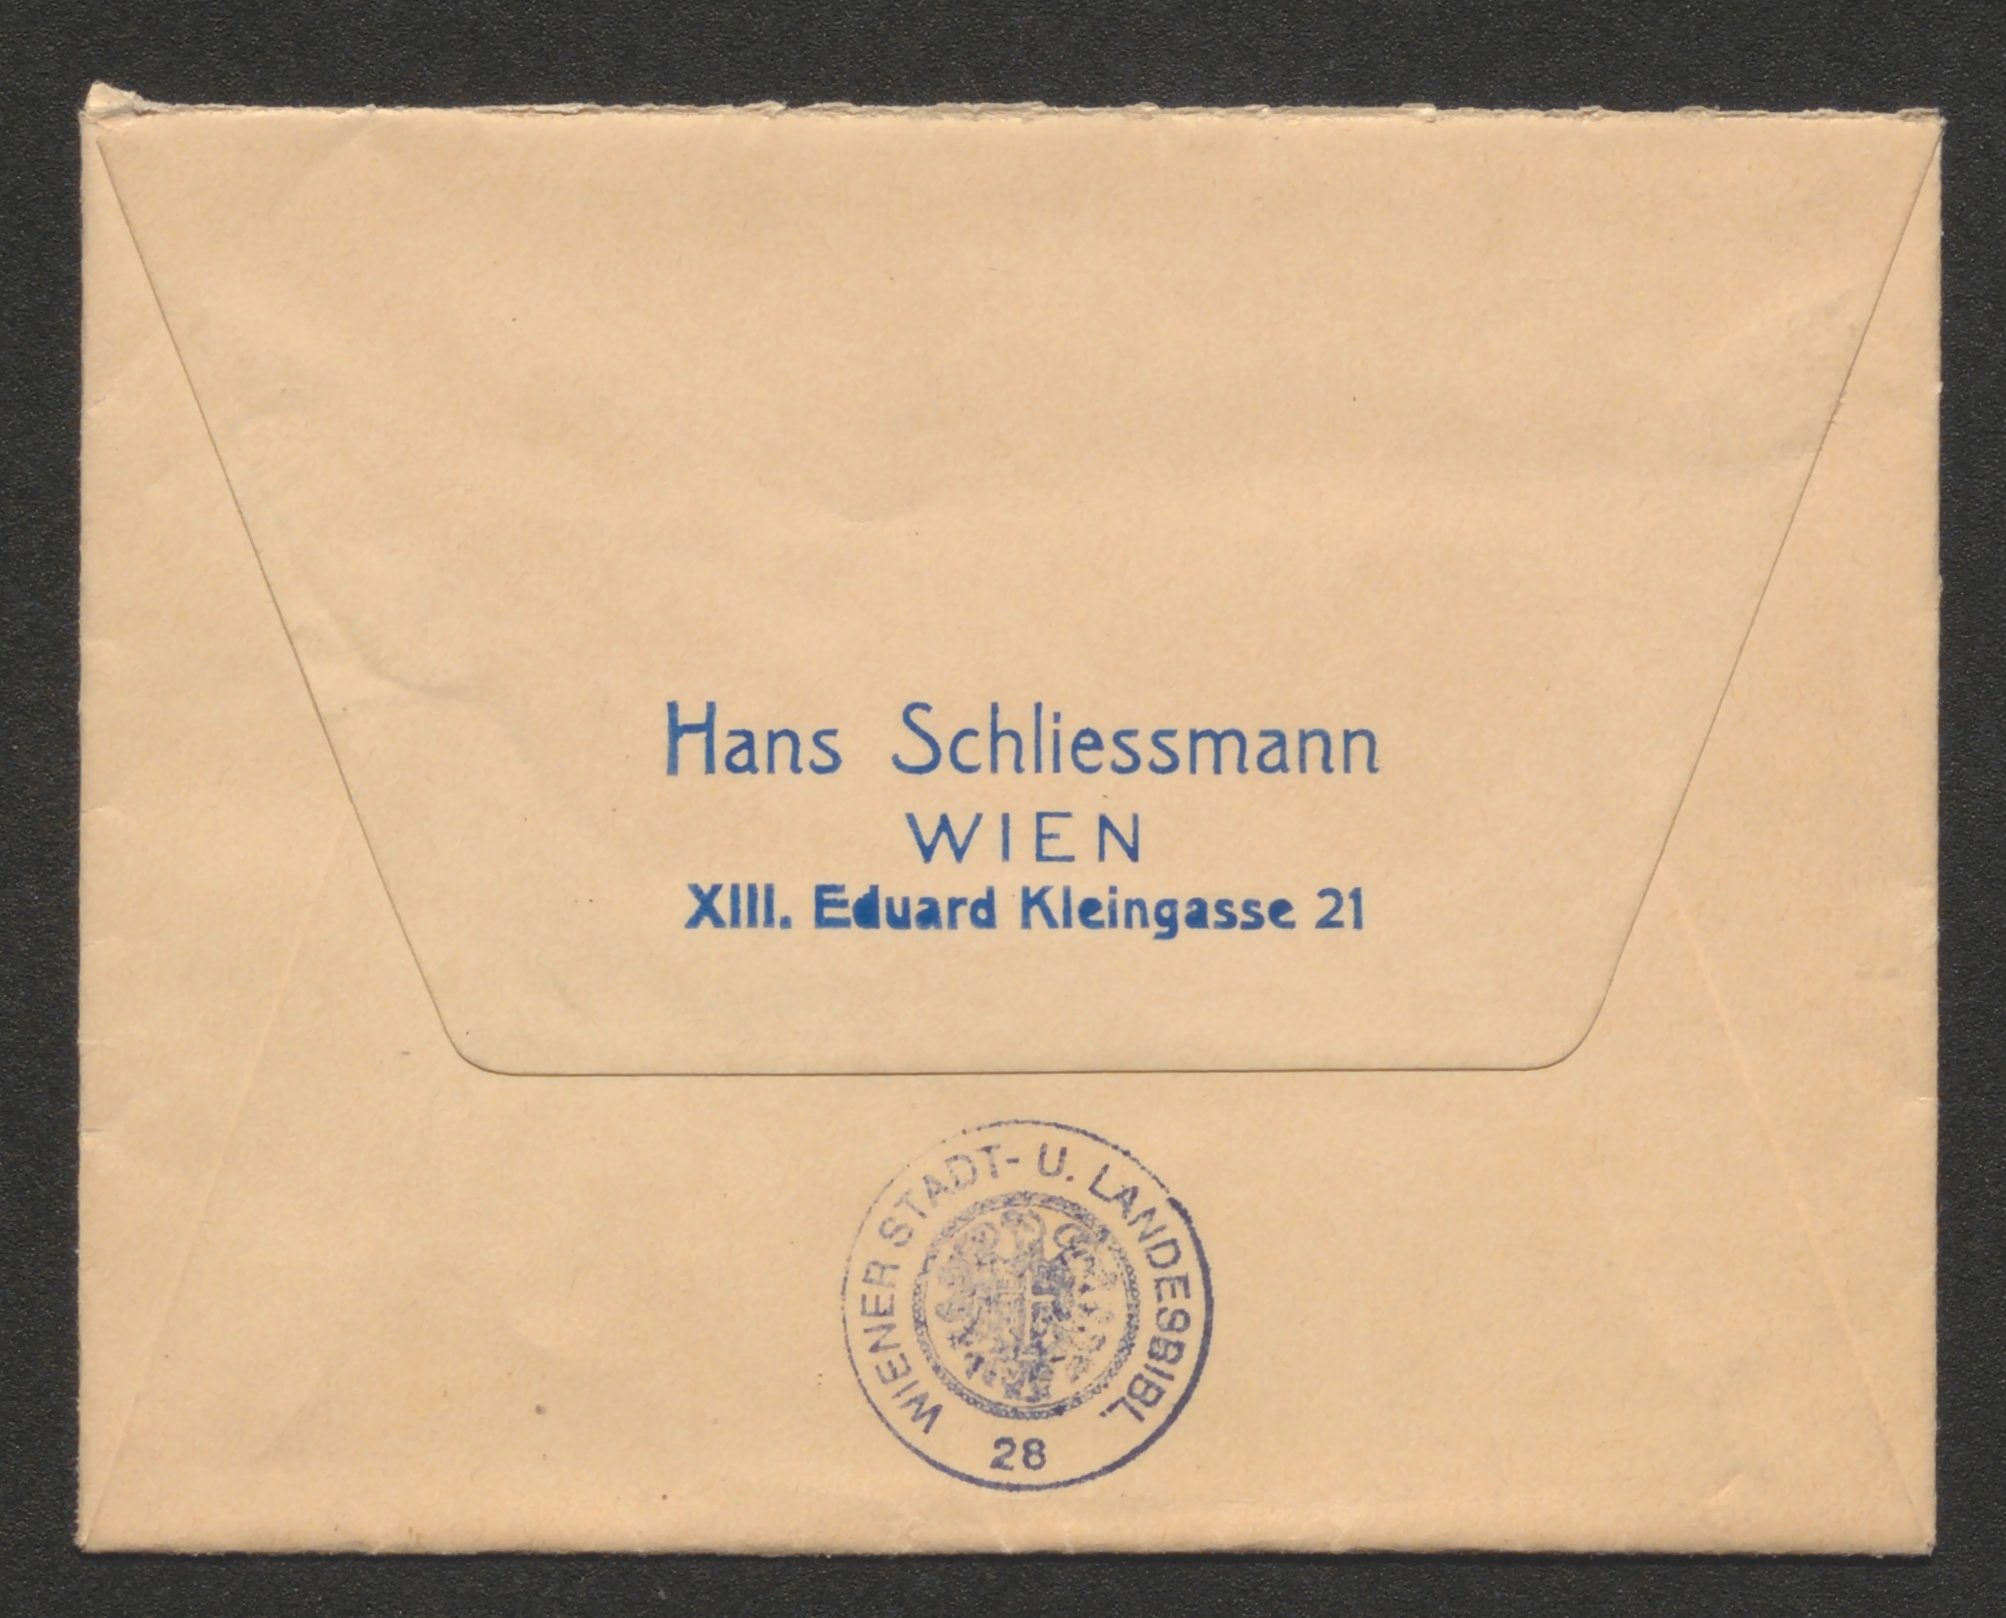 Hans Schliessmann
WIEN
XIII. Eduard Kleingasse 21
WIENER STADT- U. LANDESBIBL.
28